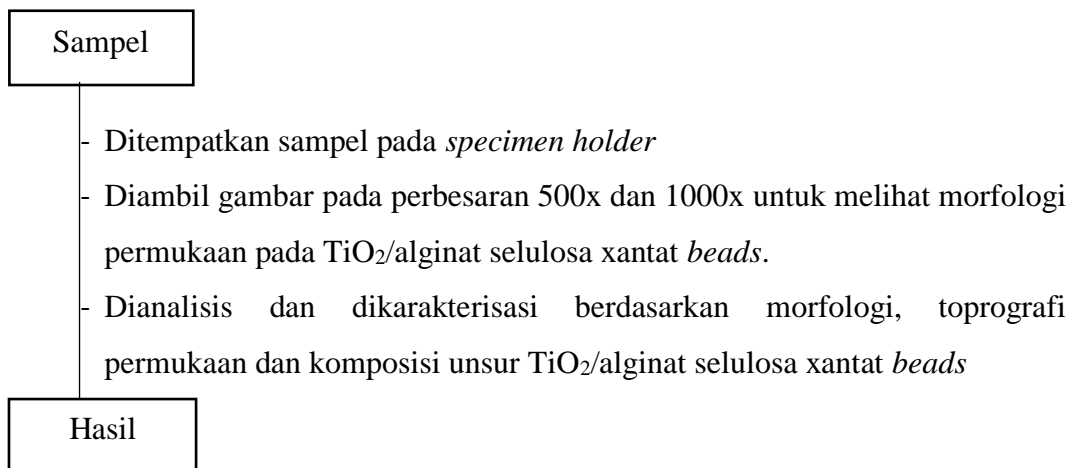 Sampel
- Ditempatkan sampel pada specimen holder
- Diambil gambar pada perbesaran 500x dan 1000x untuk melihat morfologi
permukaan pada TiO₂/alginat selulosa xantat beads.
- Dianalisis dan dikarakterisasi berdasarkan morfologi, toprografi
permukaan dan komposisi unsur TiO₂/alginat selulosa xantat beads
Hasil